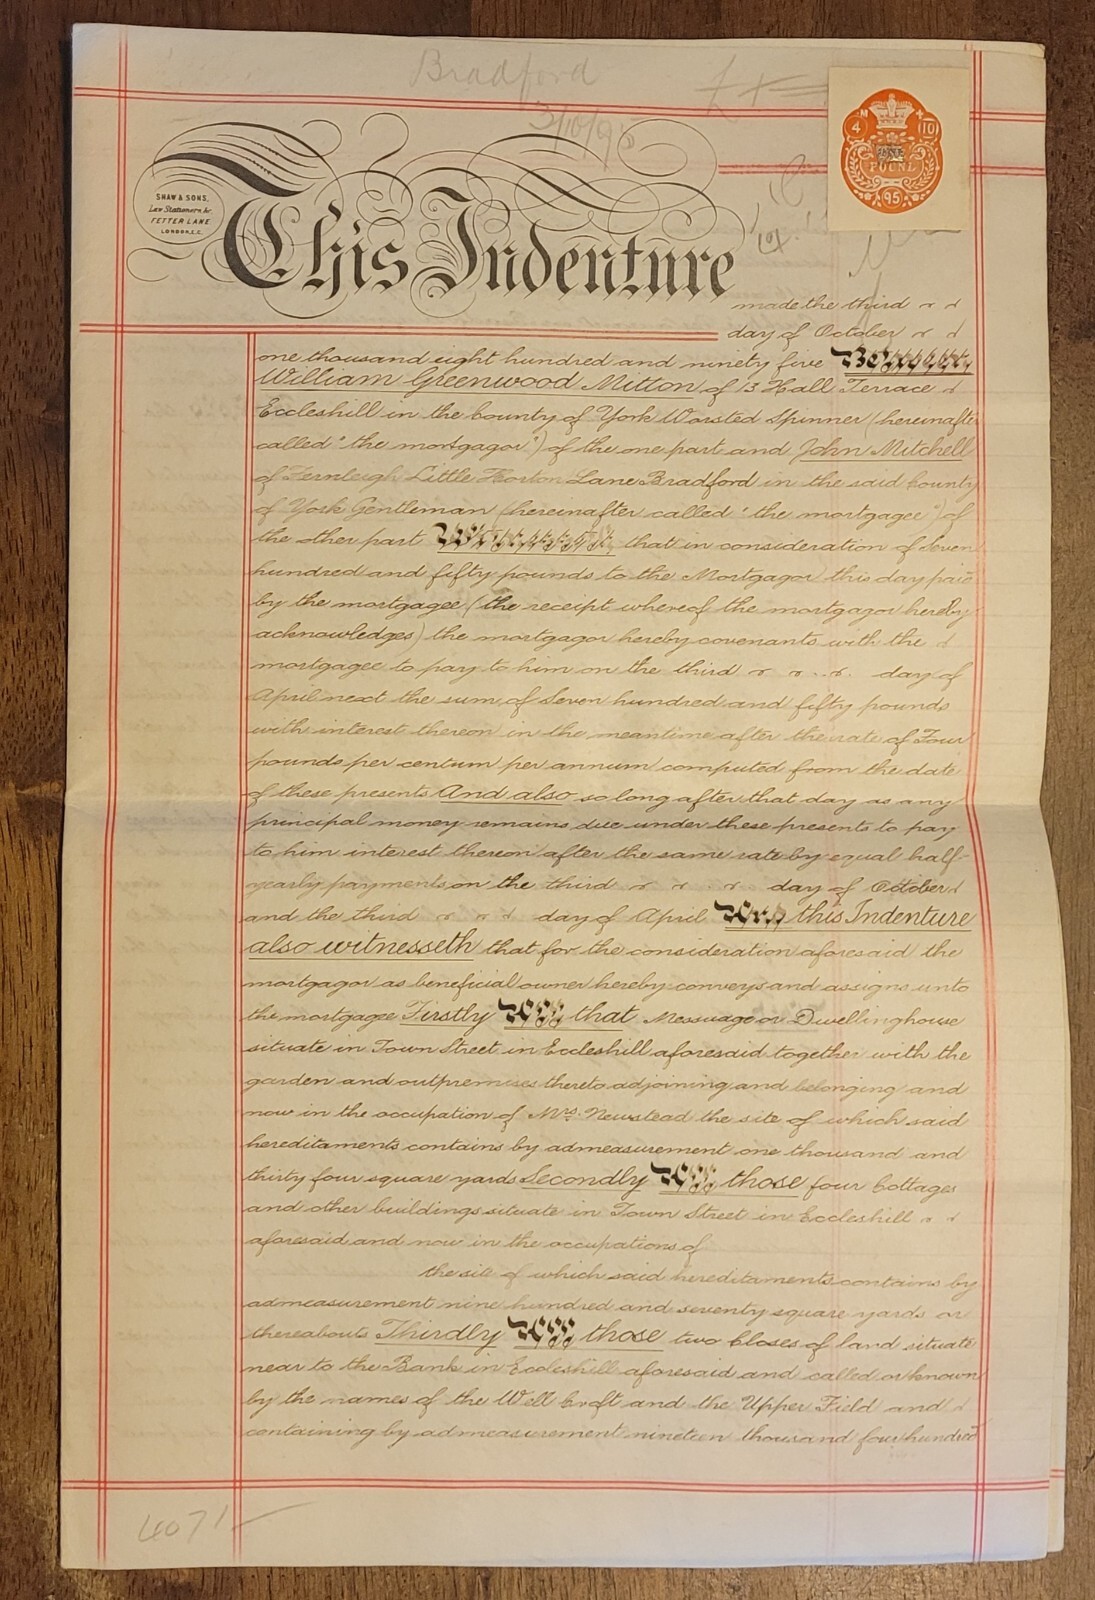 Bradford
3/10/95
SHAW & SONS,
Law Stationers &c
FETTER LANE
LONDON, E.C.
M
4
10
ONE
POUND
95
This Indenture
made the third
day of October
one thousand eight hundred and ninety five Between
William Greenwood Mitton of 13 Hall Terrace
Eccleshill in the County of York Worsted Spinner (hereinafter
called "the mortgagor") of the one part and John Mitchell
of Fernleigh Little Horton Lane Bradford in the said County
of York Gentleman (hereinafter called "the mortgagee") of
the other part Witnesseth that in consideration of Seven
hundred and fifty pounds to the Mortgagor this day paid
by the mortgagee (the receipt whereof the mortgagor hereby
acknowledges) the mortgagor hereby covenants with the
mortgagee to pay to him on the third day of
April next the sum of Seven hundred and fifty pounds
with interest thereon in the meantime after the rate of Four
pounds per centum per annum computed from the date
of these presents And also so long after that day as any
principal money remains due under these presents to pay
to him interest thereon after the same rate by equal half-
yearly payments on the third day of October
and the third day of April And this Indenture
also witnesseth that for the consideration aforesaid the
mortgagor as beneficial owner hereby conveys and assigns unto
the mortgagee Firstly All that Messuage or Dwellinghouse
situate in Town Street in Eccleshill aforesaid together with the
garden and outpremises thereto adjoining and belonging and
now in the occupation of Mrs. Newstead the site of which said
hereditaments contains by admeasurement one thousand and
thirty four square yards Secondly All those four Cottages
and other buildings situate in Town Street in Eccleshill
aforesaid and now in the occupations of
the site of which said hereditaments contains by
admeasurement nine hundred and seventy square yards or
thereabouts Thirdly All those two Closes of land situate
near to the Bank in Eccleshill aforesaid and called or known
by the names of the Well Croft and the Upper Field and
containing by admeasurement nineteen thousand four hundred
4071